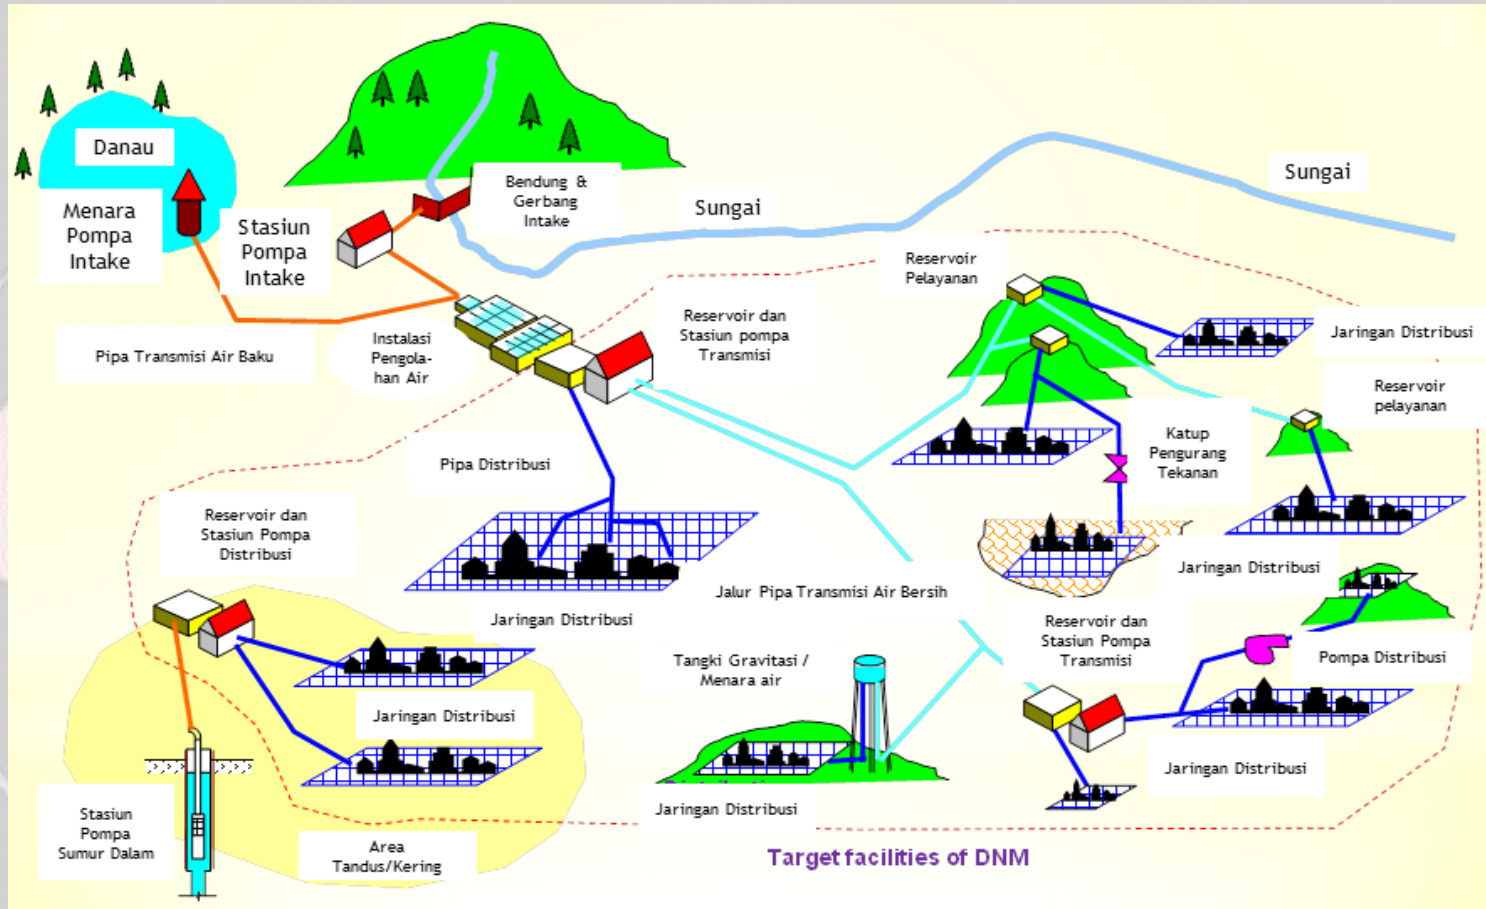 Danau
Menara
Pompa
Intake
Stasiun
Pompa
Intake
Bendung &
Gerbang
Intake
Sungai
Sungai
Pipa Transmisi Air Baku
Instalasi
Pengola-
han Air
Reservoir dan
Stasiun pompa
Transmisi
Reservoir
Pelayanan
Jaringan Distribusi
Reservoir
pelayanan
Katup
Pengurang
Tekanan
Pipa Distribusi
Reservoir dan
Stasiun Pompa
Distribusi
Jaringan Distribusi
Jalur Pipa Transmisi Air Bersih
Jaringan Distribusi
Reservoir dan
Stasiun Pompa
Transmisi
Pompa Distribusi
Tangki Gravitasi /
Menara air
Jaringan Distribusi
Jaringan Distribusi
Jaringan Distribusi
Stasiun
Pompa
Sumur Dalam
Area
Tandus/Kering
Target facilities of DNM